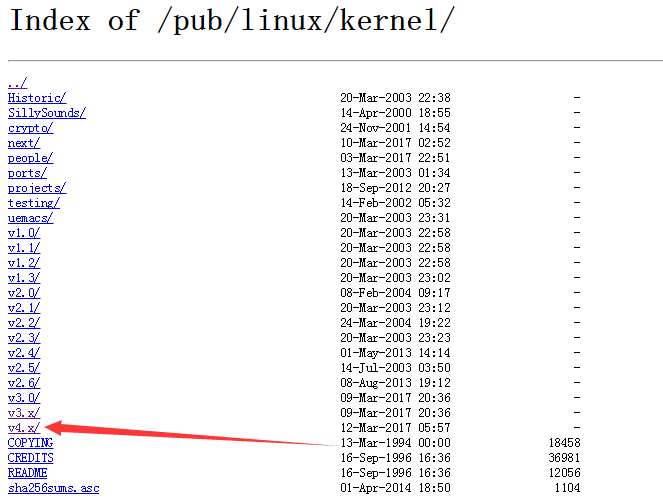 Index of /pub/linux/kernel/
../
Historic/ 20-Mar-2003 22:38 -
SillySounds/ 14-Apr-2000 18:55 -
crypto/ 24-Nov-2001 14:54 -
next/ 10-Mar-2017 02:52 -
people/ 03-Mar-2017 22:51 -
ports/ 13-Mar-2003 01:34 -
projects/ 18-Sep-2012 20:27 -
testing/ 14-Feb-2002 05:32 -
uemacs/ 20-Mar-2003 23:31 -
v1.0/ 20-Mar-2003 22:58 -
v1.1/ 20-Mar-2003 22:58 -
v1.2/ 20-Mar-2003 22:58 -
v1.3/ 20-Mar-2003 23:02 -
v2.0/ 08-Feb-2004 09:17 -
v2.1/ 20-Mar-2003 23:12 -
v2.2/ 24-Mar-2004 19:22 -
v2.3/ 20-Mar-2003 23:23 -
v2.4/ 01-May-2013 14:14 -
v2.5/ 14-Jul-2003 03:50 -
v2.6/ 08-Aug-2013 19:12 -
v3.0/ 09-Mar-2017 20:36 -
v3.x/ 09-Mar-2017 20:36 -
v4.x/ 12-Mar-2017 05:57 -
COPYING 13-Mar-1994 00:00 18458
CREDITS 16-Sep-1996 16:36 36981
README 16-Sep-1996 16:36 12056
sha256sums.asc 01-Apr-2014 18:50 1104